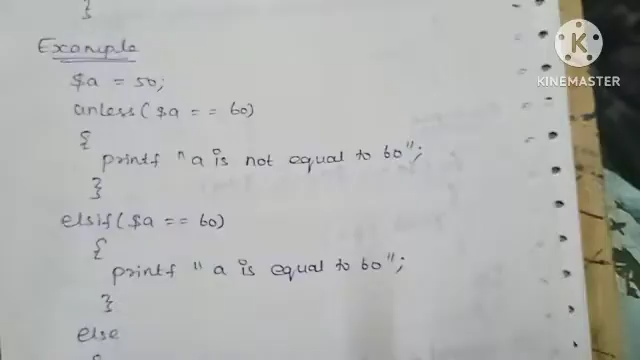 }
Example
$a = 50;
unless($a == 60)
{
printf "a is not equal to 60";
}
elsif($a == 60)
{
printf "a is equal to 60";
}
else
{
KINEMASTER